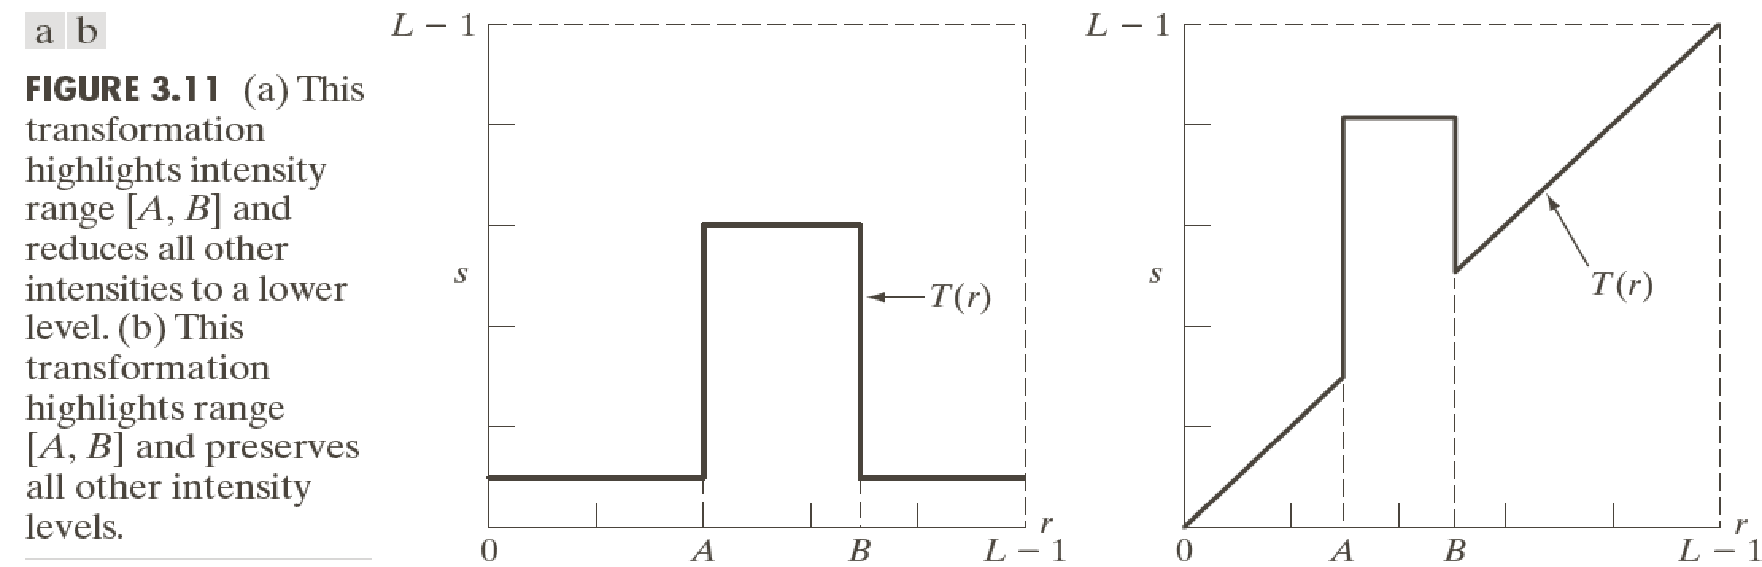 a b
FIGURE 3.11 (a) This
transformation
highlights intensity
range [A, B] and
reduces all other
intensities to a lower
level. (b) This
transformation
highlights range
[A, B] and preserves
all other intensity
levels.
L – 1
s
T(r)
r
0 A B L – 1
L – 1
s
T(r)
r
0 A B L – 1